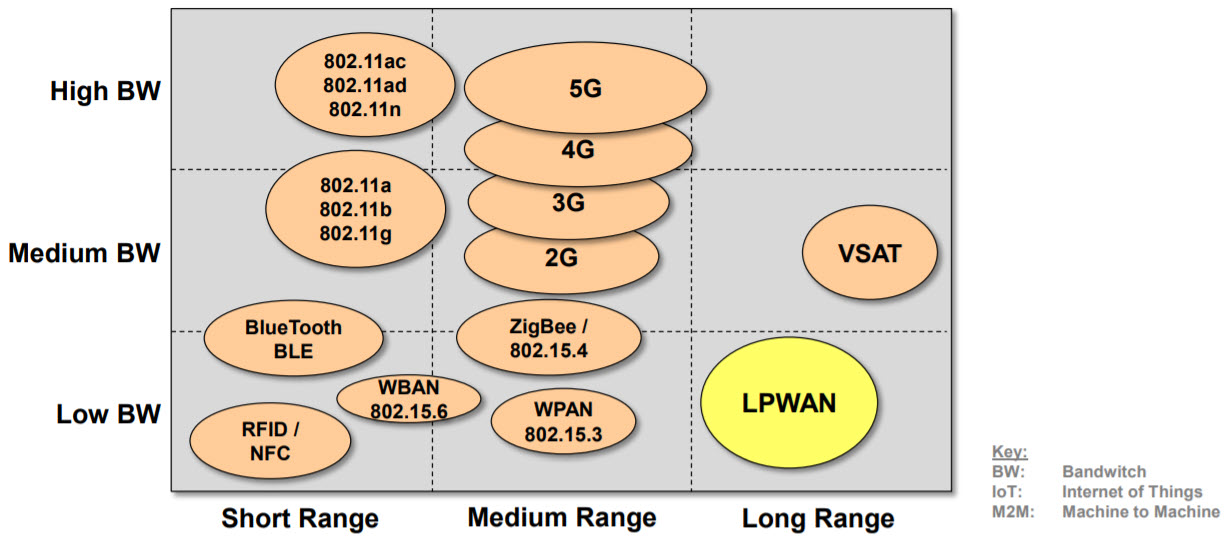 High BW
802.11ac
802.11ad
802.11n
5G
4G
Medium BW
802.11a
802.11b
802.11g
3G
2G
VSAT
BlueTooth
BLE
ZigBee /
802.15.4
Low BW
WBAN
802.15.6
RFID /
NFC
WPAN
802.15.3
LPWAN
Short Range
Medium Range
Long Range
Key:
BW: Bandwitch
IoT: Internet of Things
M2M: Machine to Machine